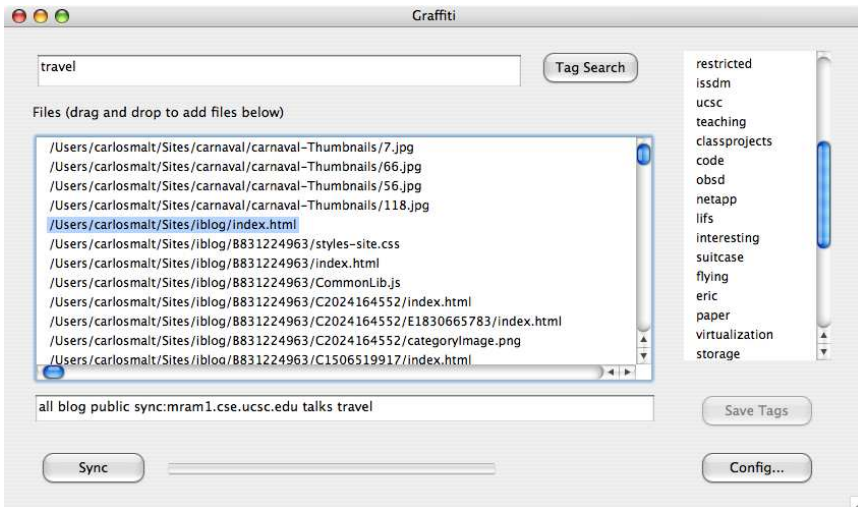 Graffiti
travel
Tag Search
Files (drag and drop to add files below)
/Users/carlosmalt/Sites/carnaval/carnaval-Thumbnails/7.jpg
/Users/carlosmalt/Sites/carnaval/carnaval-Thumbnails/66.jpg
/Users/carlosmalt/Sites/carnaval/carnaval-Thumbnails/56.jpg
/Users/carlosmalt/Sites/carnaval/carnaval-Thumbnails/118.jpg
/Users/carlosmalt/Sites/iblog/index.html
/Users/carlosmalt/Sites/iblog/B831224963/styles-site.css
/Users/carlosmalt/Sites/iblog/B831224963/index.html
/Users/carlosmalt/Sites/iblog/B831224963/CommonLib.js
/Users/carlosmalt/Sites/iblog/B831224963/C2024164552/index.html
/Users/carlosmalt/Sites/iblog/B831224963/C2024164552/E1830665783/index.html
/Users/carlosmalt/Sites/iblog/B831224963/C2024164552/categoryImage.png
/Users/carlosmalt/Sites/iblog/B831224963/C1506519917/index.html
all blog public sync:mram1.cse.ucsc.edu talks travel
Sync
restricted
issdm
ucsc
teaching
classprojects
code
obsd
netapp
lifs
interesting
suitcase
flying
eric
paper
virtualization
storage
Save Tags
Config...